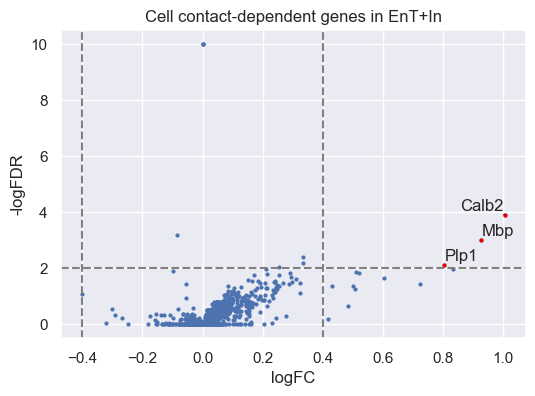 Cell contact-dependent genes in EnT+In
10
8
6
4
2
0
-logFDR
Calb2
Mbp
Plp1
−0.4 −0.2 0.0 0.2 0.4 0.6 0.8 1.0
logFC